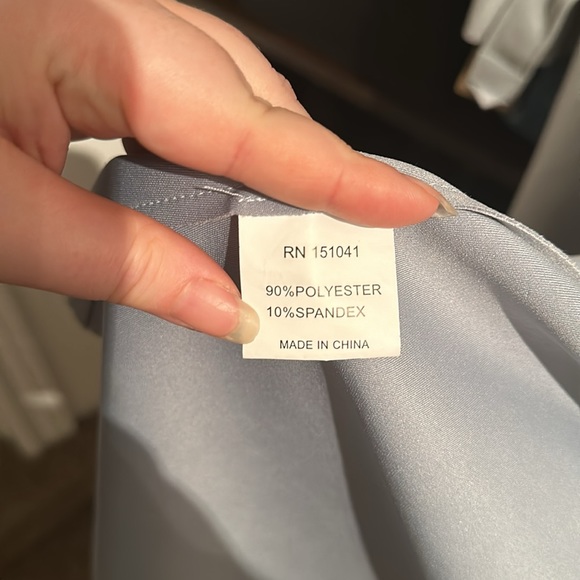 RN 151041
90%POLYESTER
10%SPANDEX
MADE IN CHINA